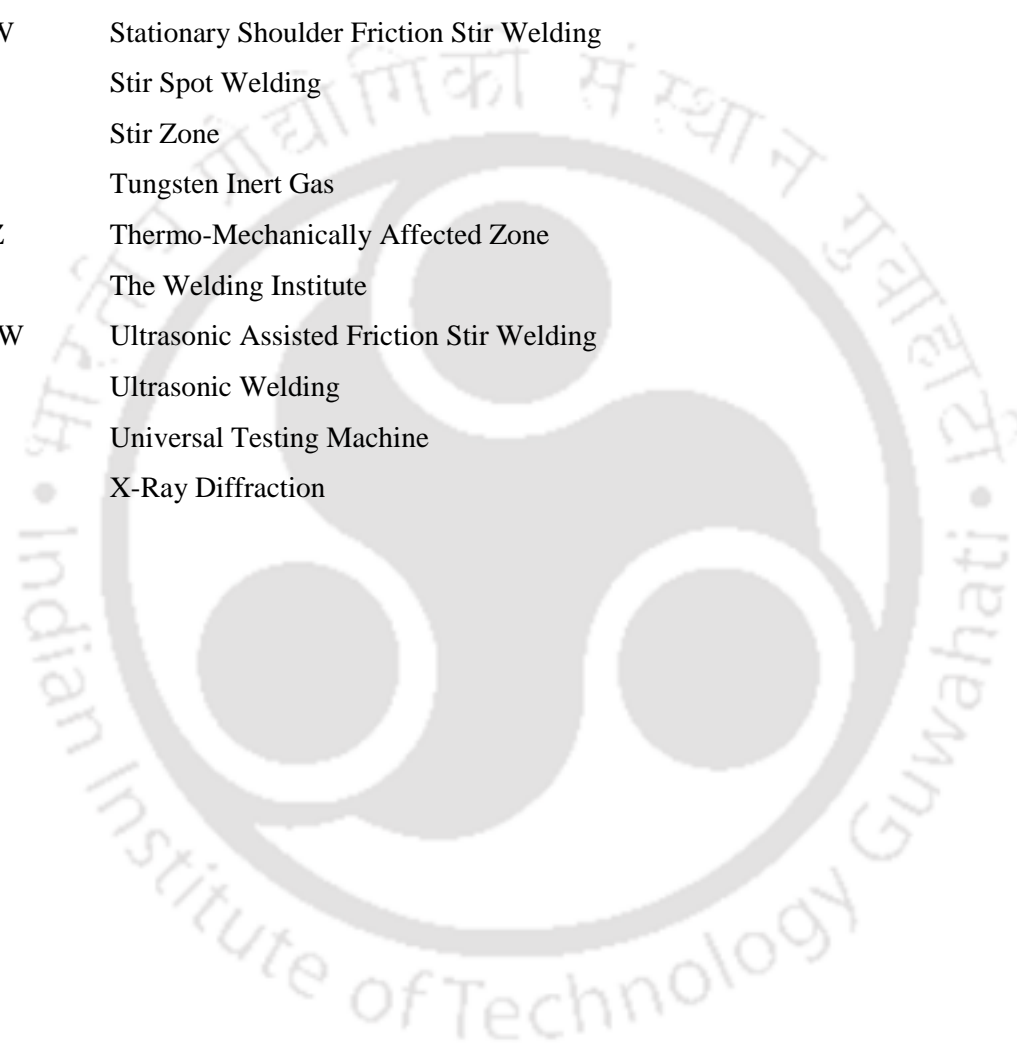 V Stationary Shoulder Friction Stir Welding
Stir Spot Welding
Stir Zone
Tungsten Inert Gas
Z Thermo-Mechanically Affected Zone
The Welding Institute
W Ultrasonic Assisted Friction Stir Welding
Ultrasonic Welding
Universal Testing Machine
X-Ray Diffraction
भारतीय प्रौद्योगिकी संस्थान गुवाहाटी
Indian Institute of Technology Guwahati